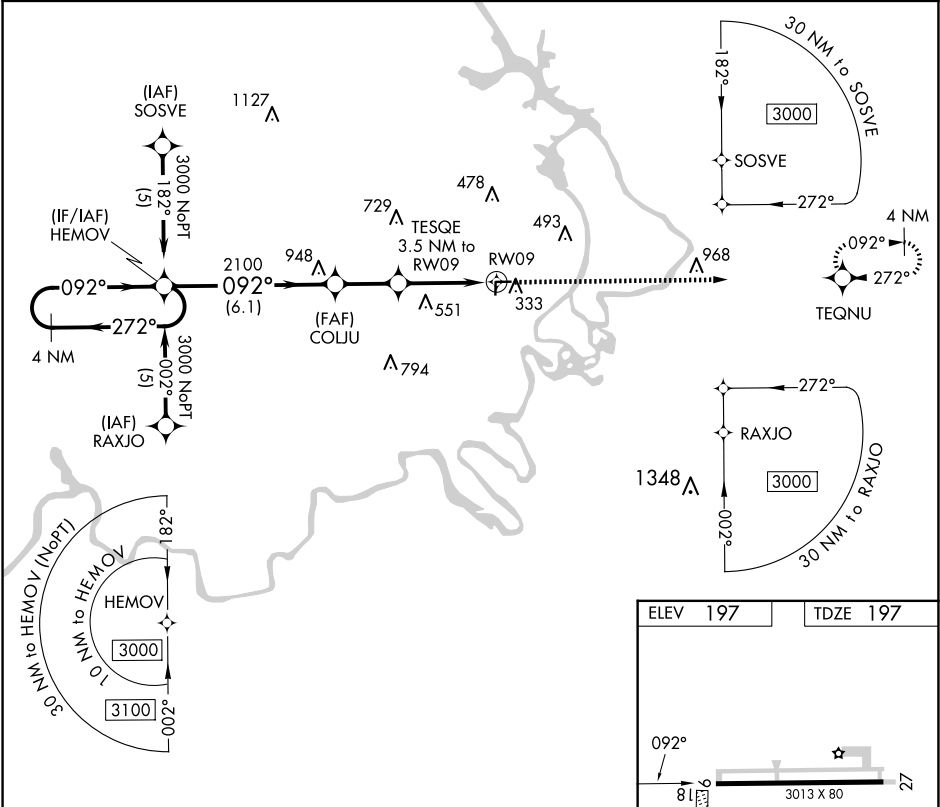 (IAF)
SOSVE
3000 NoPT
182°
(5)
1127
(IF/IAF)
HEMOV
092°
272°
4 NM
2100
092°
(6.1)
948
(FAF)
COLJU
729
TESQE
3.5 NM to
RW09
478
493
RW09
333
551
794
968
3000 NoPT
002°
(5)
(IAF)
RAXJO
30 NM to SOSVE
182°
3000
SOSVE
272°
4 NM
092°
272°
TEQNU
272°
RAXJO
3000
002°
30 NM to RAXJO
1348
30 NM to HEMOV (NoPT)
10 NM to HEMOV
182°
HEMOV
3000
3100
002°
ELEV 197
TDZE 197
092°
9
81
3013 X 80
27